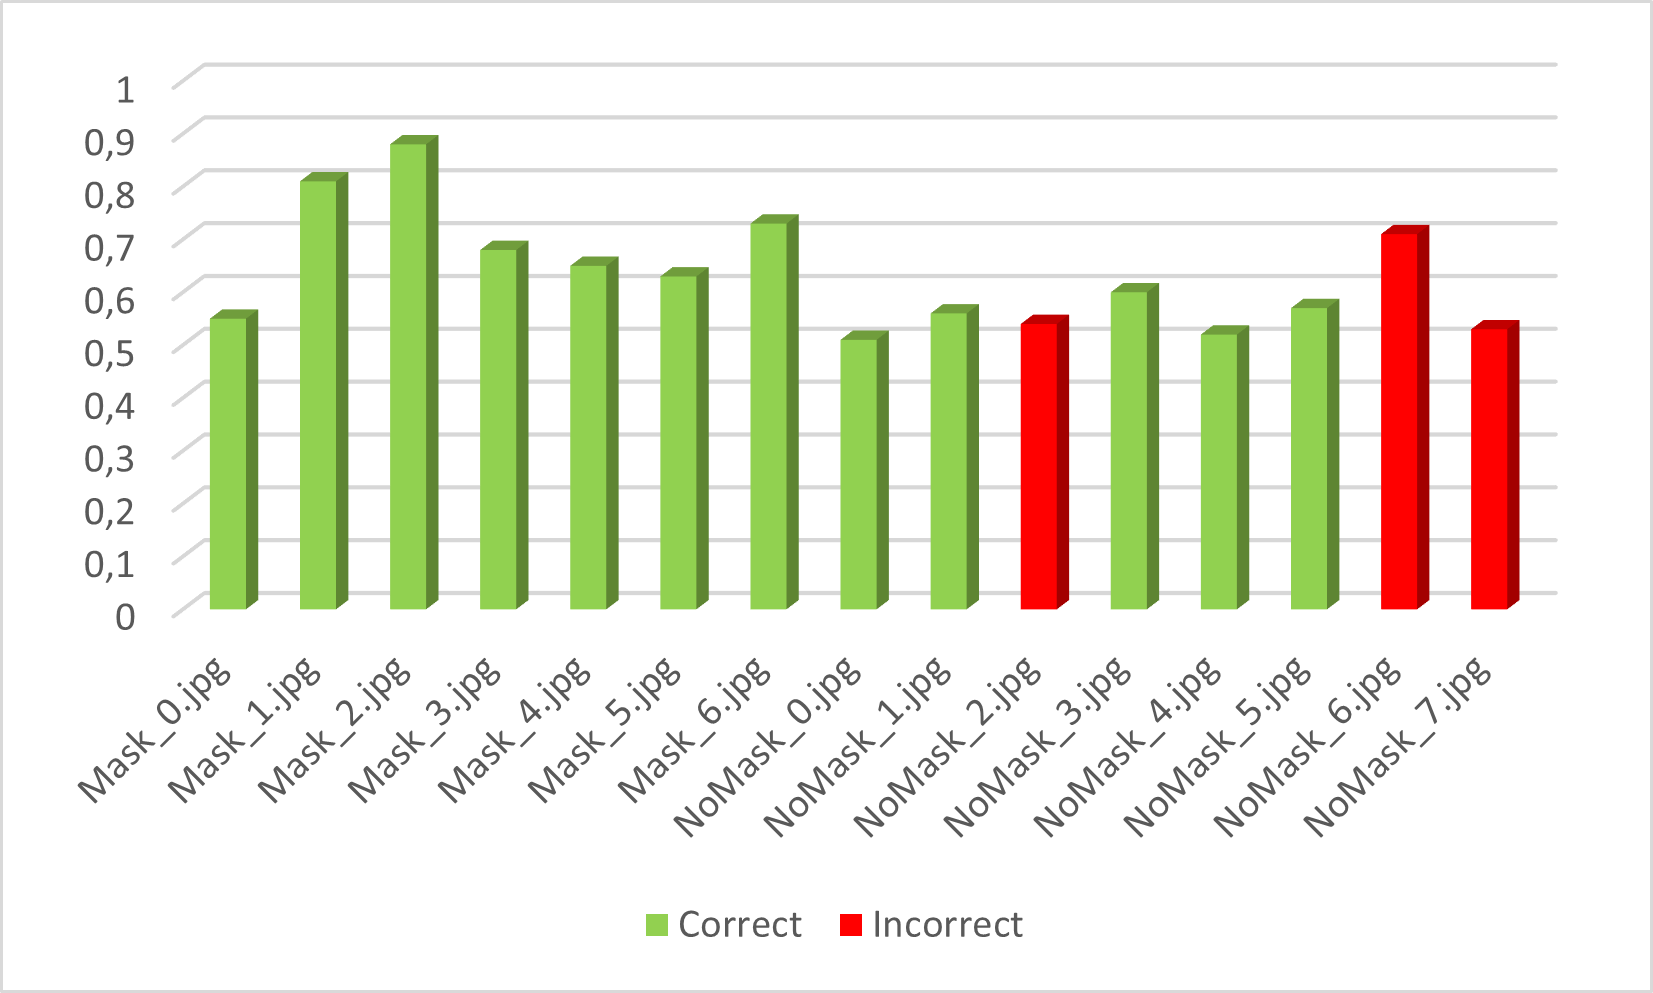 1
0,9
0,8
0,7
0,6
0,5
0,4
0,3
0,2
0,1
0
Mask_0.jpg
Mask_1.jpg
Mask_2.jpg
Mask_3.jpg
Mask_4.jpg
Mask_5.jpg
Mask_6.jpg
NoMask_0.jpg
NoMask_1.jpg
NoMask_2.jpg
NoMask_3.jpg
NoMask_4.jpg
NoMask_5.jpg
NoMask_6.jpg
NoMask_7.jpg
Correct Incorrect